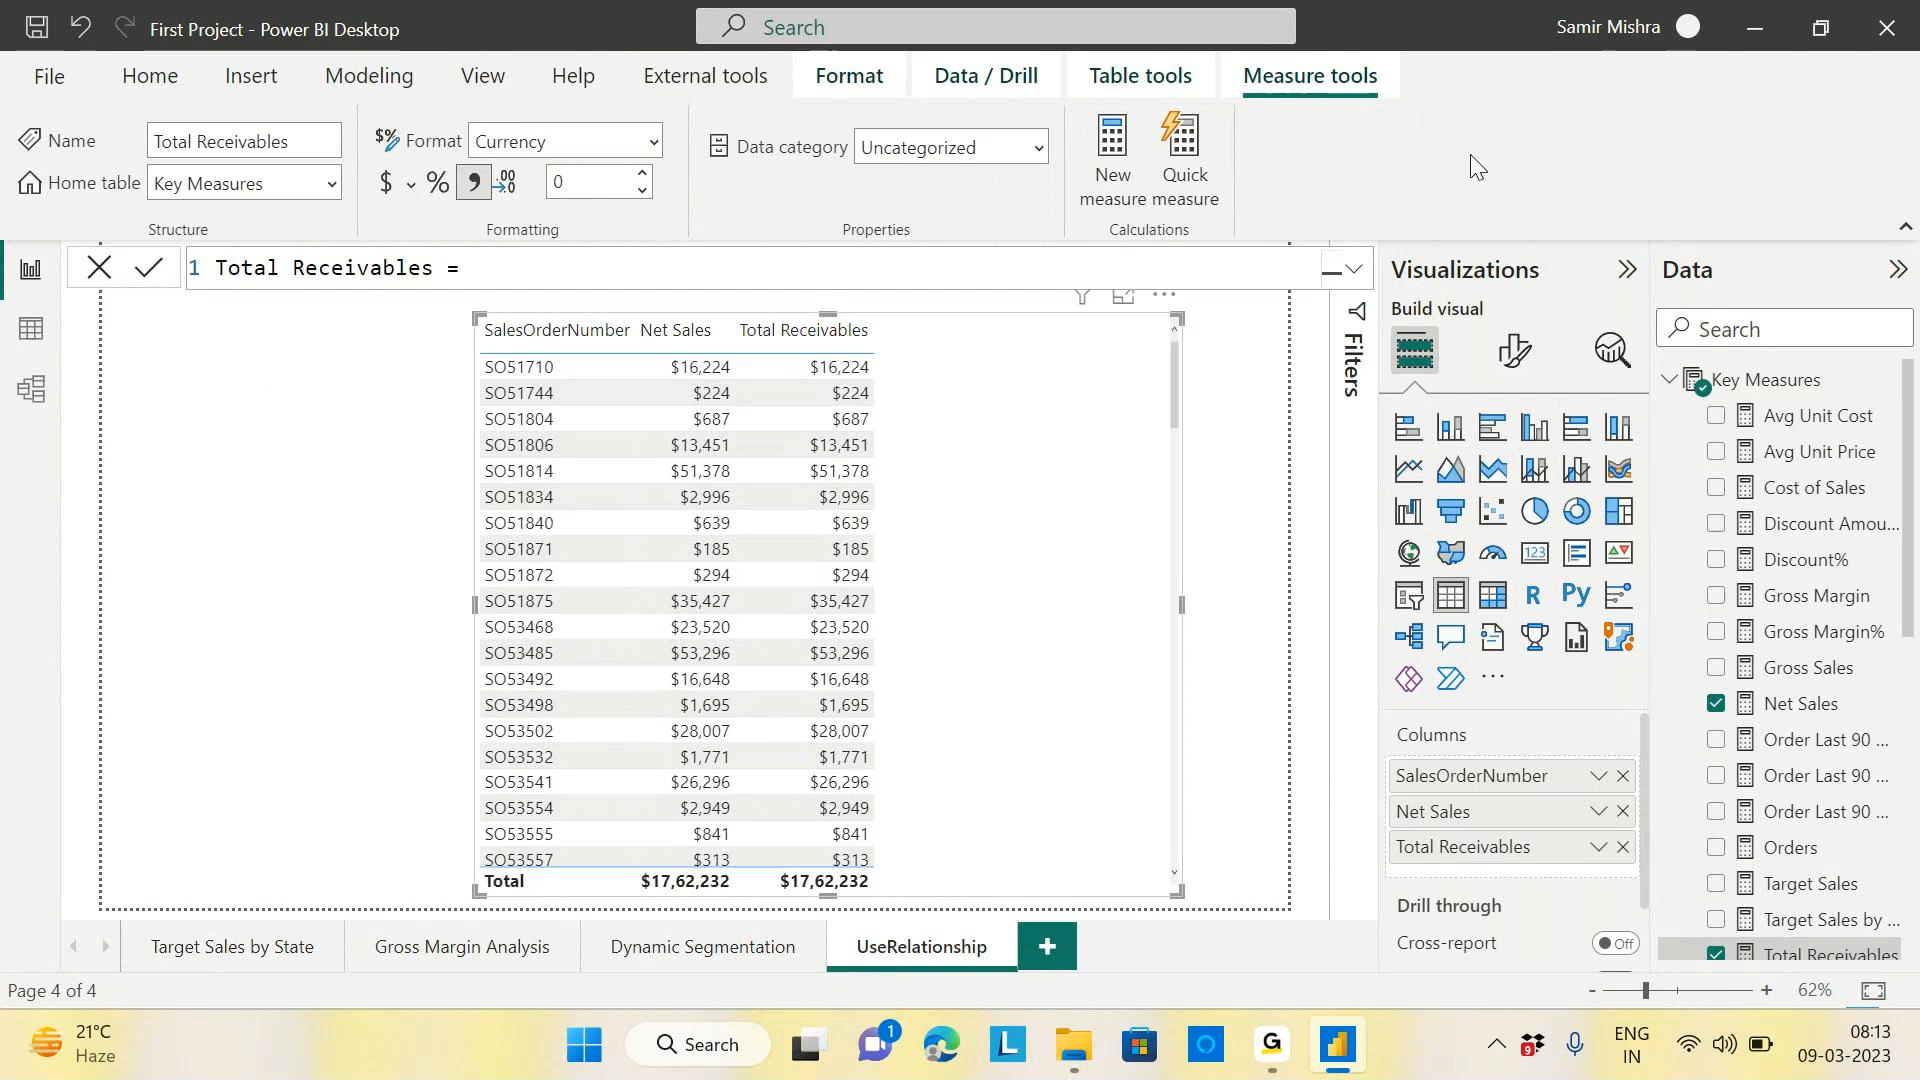 First Project - Power BI Desktop
Search
Samir Mishra
File
Home
Insert
Modeling
View
Help
External tools
Format
Data / Drill
Table tools
Measure tools
Name
Total Receivables
Home table
Key Measures
Structure
$% Format
Currency
$
%
,
.00
→0
0
Formatting
Data category
Uncategorized
Properties
New
measure
Quick
measure
Calculations
1 Total Receivables =
SalesOrderNumber Net Sales Total Receivables
SO51710 $16,224 $16,224
SO51744 $224 $224
SO51804 $687 $687
SO51806 $13,451 $13,451
SO51814 $51,378 $51,378
SO51834 $2,996 $2,996
SO51840 $639 $639
SO51871 $185 $185
SO51872 $294 $294
SO51875 $35,427 $35,427
SO53468 $23,520 $23,520
SO53485 $53,296 $53,296
SO53492 $16,648 $16,648
SO53498 $1,695 $1,695
SO53502 $28,007 $28,007
SO53532 $1,771 $1,771
SO53541 $26,296 $26,296
SO53554 $2,949 $2,949
SO53555 $841 $841
SO53557 $313 $313
Total $17,62,232 $17,62,232
Filters
Visualizations
Build visual
123
R
Py
...
Columns
SalesOrderNumber
Net Sales
Total Receivables
Drill through
Cross-report
Off
Data
Search
Key Measures
Avg Unit Cost
Avg Unit Price
Cost of Sales
Discount Amou...
Discount%
Gross Margin
Gross Margin%
Gross Sales
Net Sales
Order Last 90 ...
Order Last 90 ...
Order Last 90 ...
Orders
Target Sales
Target Sales by ...
Total Receivables
Target Sales by State
Gross Margin Analysis
Dynamic Segmentation
UseRelationship
+
Page 4 of 4
- + 62%
21°C
Haze
Search
1
L
G
9
ENG
IN
08:13
09-03-2023